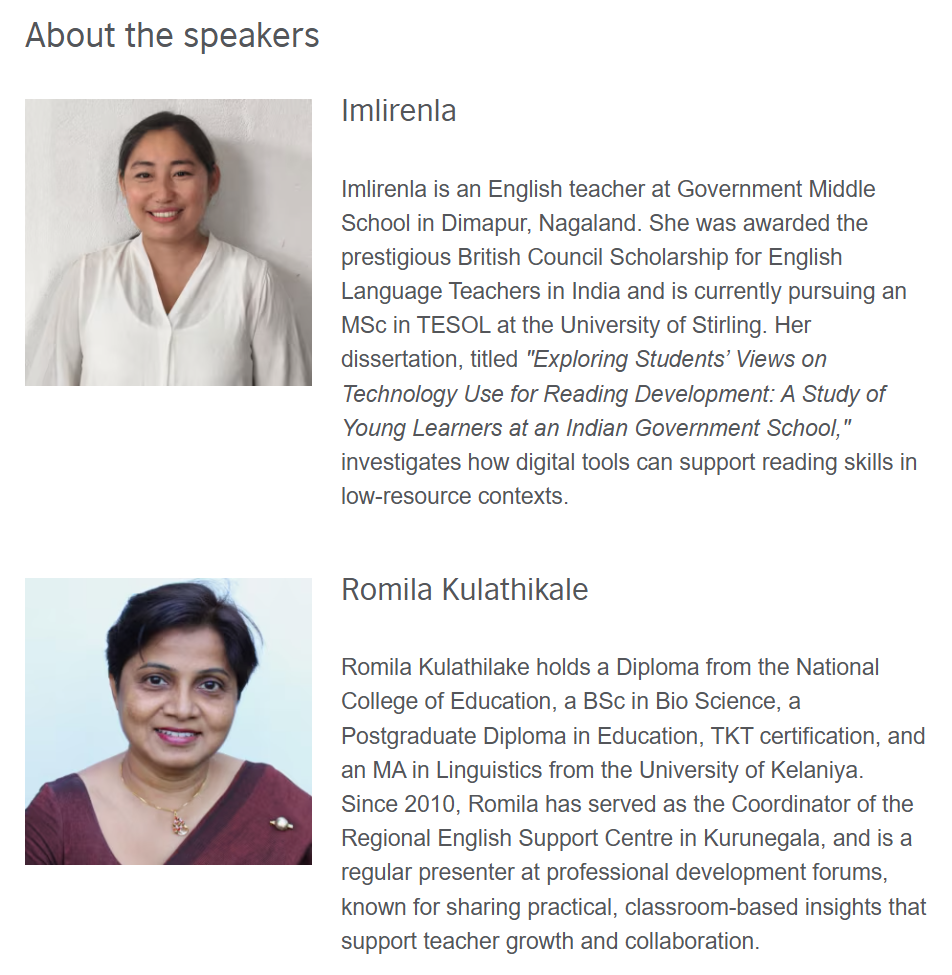 About the speakers
Imlirenla
Imlirenla is an English teacher at Government Middle
School in Dimapur, Nagaland. She was awarded the
prestigious British Council Scholarship for English
Language Teachers in India and is currently pursuing an
MSc in TESOL at the University of Stirling. Her
dissertation, titled "Exploring Students’ Views on
Technology Use for Reading Development: A Study of
Young Learners at an Indian Government School,"
investigates how digital tools can support reading skills in
low-resource contexts.
Romila Kulathikale
Romila Kulathilake holds a Diploma from the National
College of Education, a BSc in Bio Science, a
Postgraduate Diploma in Education, TKT certification, and
an MA in Linguistics from the University of Kelaniya.
Since 2010, Romila has served as the Coordinator of the
Regional English Support Centre in Kurunegala, and is a
regular presenter at professional development forums,
known for sharing practical, classroom-based insights that
support teacher growth and collaboration.